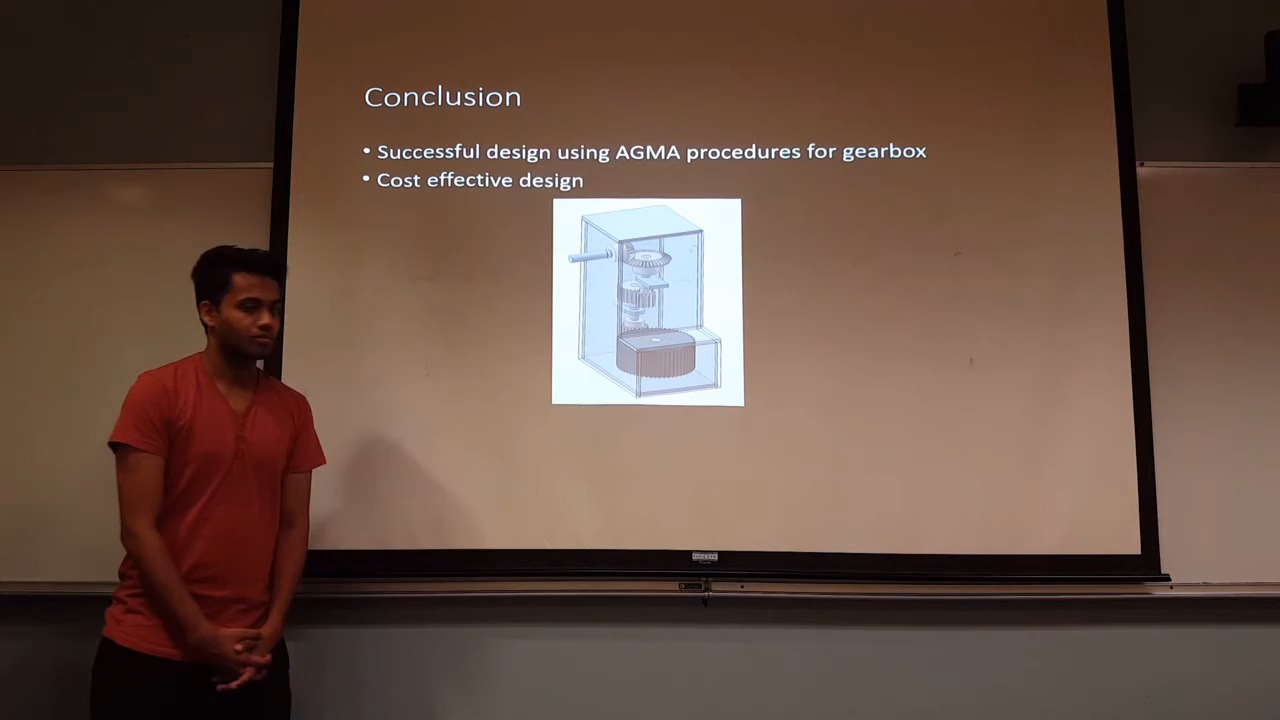 Conclusion
• Successful design using AGMA procedures for gearbox
• Cost effective design